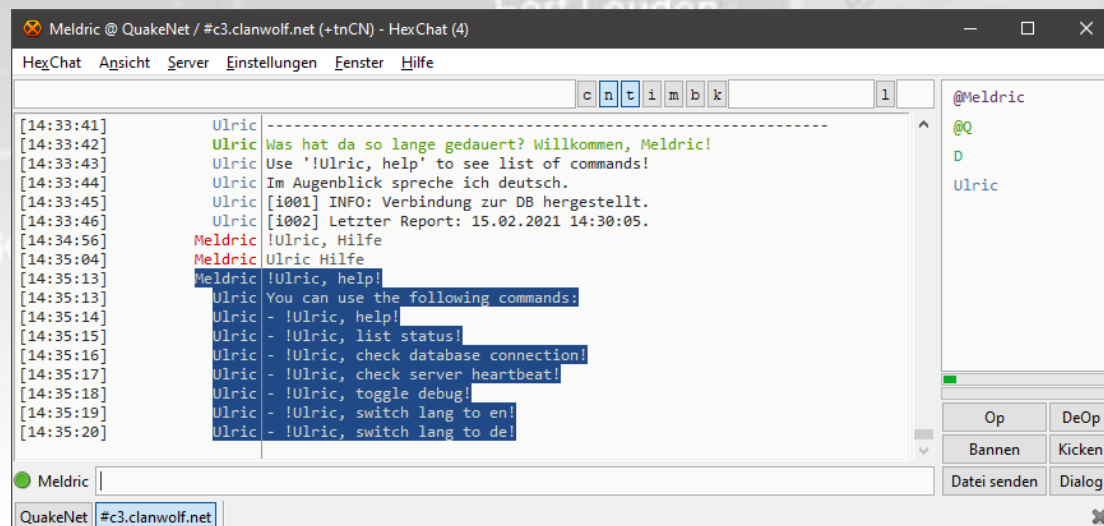 Fort Loudon
Meldric @ QuakeNet / #c3.clanwolf.net (+tnCN) - HexChat (4)
HexChat Ansicht Server Einstellungen Fenster Hilfe
c n t i m b k l
[14:33:41] Ulric ---------------------------------------------------------------
[14:33:42] Ulric Was hat da so lange gedauert? Willkommen, Meldric!
[14:33:43] Ulric Use '!Ulric, help' to see list of commands!
[14:33:44] Ulric Im Augenblick spreche ich deutsch.
[14:33:45] Ulric [i001] INFO: Verbindung zur DB hergestellt.
[14:33:46] Ulric [i002] Letzter Report: 15.02.2021 14:30:05.
[14:34:56] Meldric !Ulric, Hilfe
[14:35:04] Meldric Ulric Hilfe
[14:35:13] Meldric !Ulric, help!
[14:35:13] Ulric You can use the following commands:
[14:35:14] Ulric - !Ulric, help!
[14:35:15] Ulric - !Ulric, list status!
[14:35:16] Ulric - !Ulric, check database connection!
[14:35:17] Ulric - !Ulric, check server heartbeat!
[14:35:18] Ulric - !Ulric, toggle debug!
[14:35:19] Ulric - !Ulric, switch lang to en!
[14:35:20] Ulric - !Ulric, switch lang to de!
@Meldric
@Q
D
Ulric
Op DeOp
Bannen Kicken
Datei senden Dialog
Meldric
QuakeNet #c3.clanwolf.net